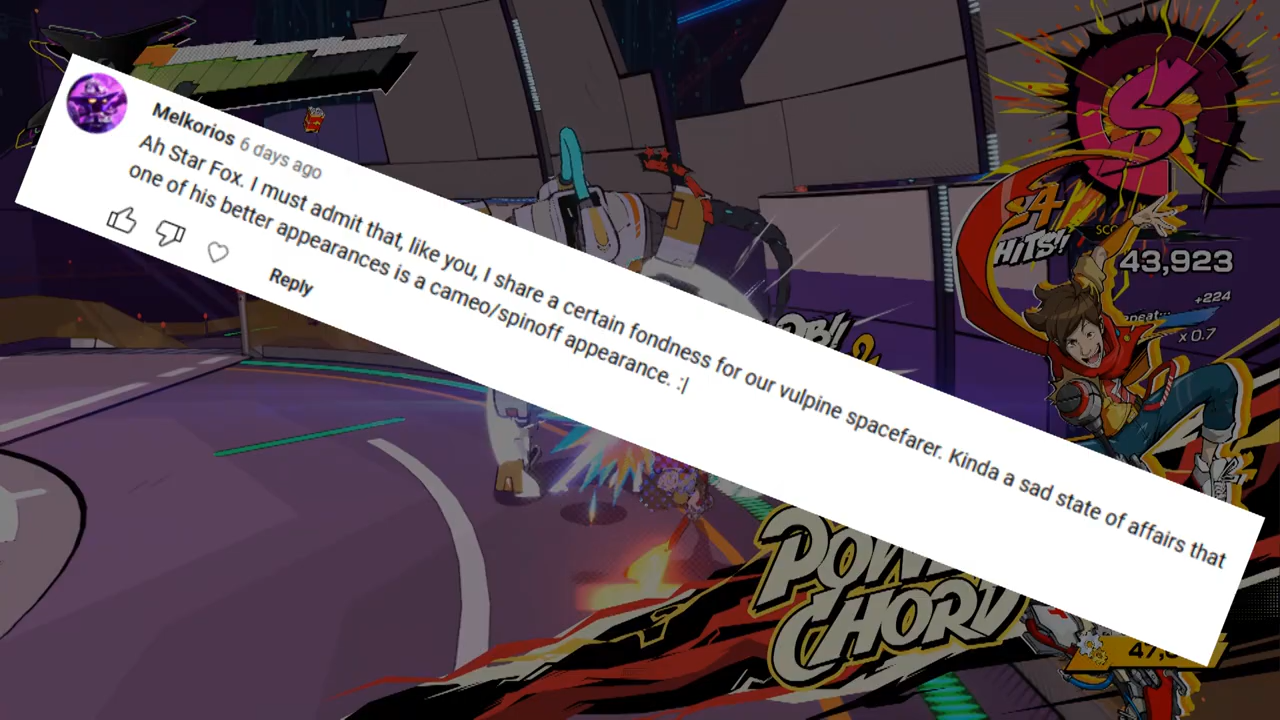 Melkorios 6 days ago
Ah Star Fox. I must admit that, like you, I share a certain fondness for our vulpine spacefarer. Kinda a sad state of affairs that
one of his better appearances is a cameo/spinoff appearance. :|
Reply
S
54
HITS!!
43,923
+224
x 0.7
POWER
CHORD